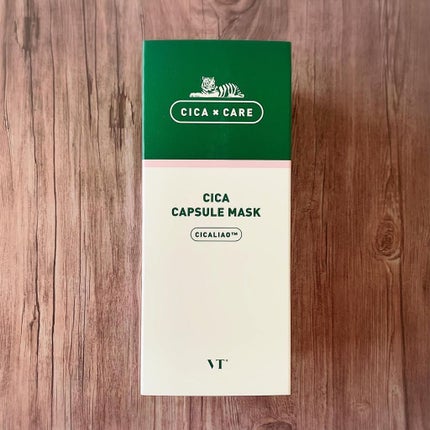 CICA × CARE
CICA
CAPSULE MASK
CICALIAO™
VT